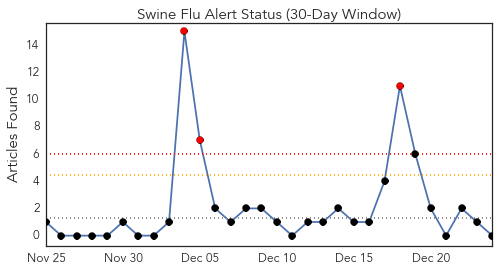 Swine Flu Alert Status (30-Day Window)
Articles Found
14
12
10
8
6
4
2
0
Nov 25
Nov 30
Dec 05
Dec 10
Dec 15
Dec 20